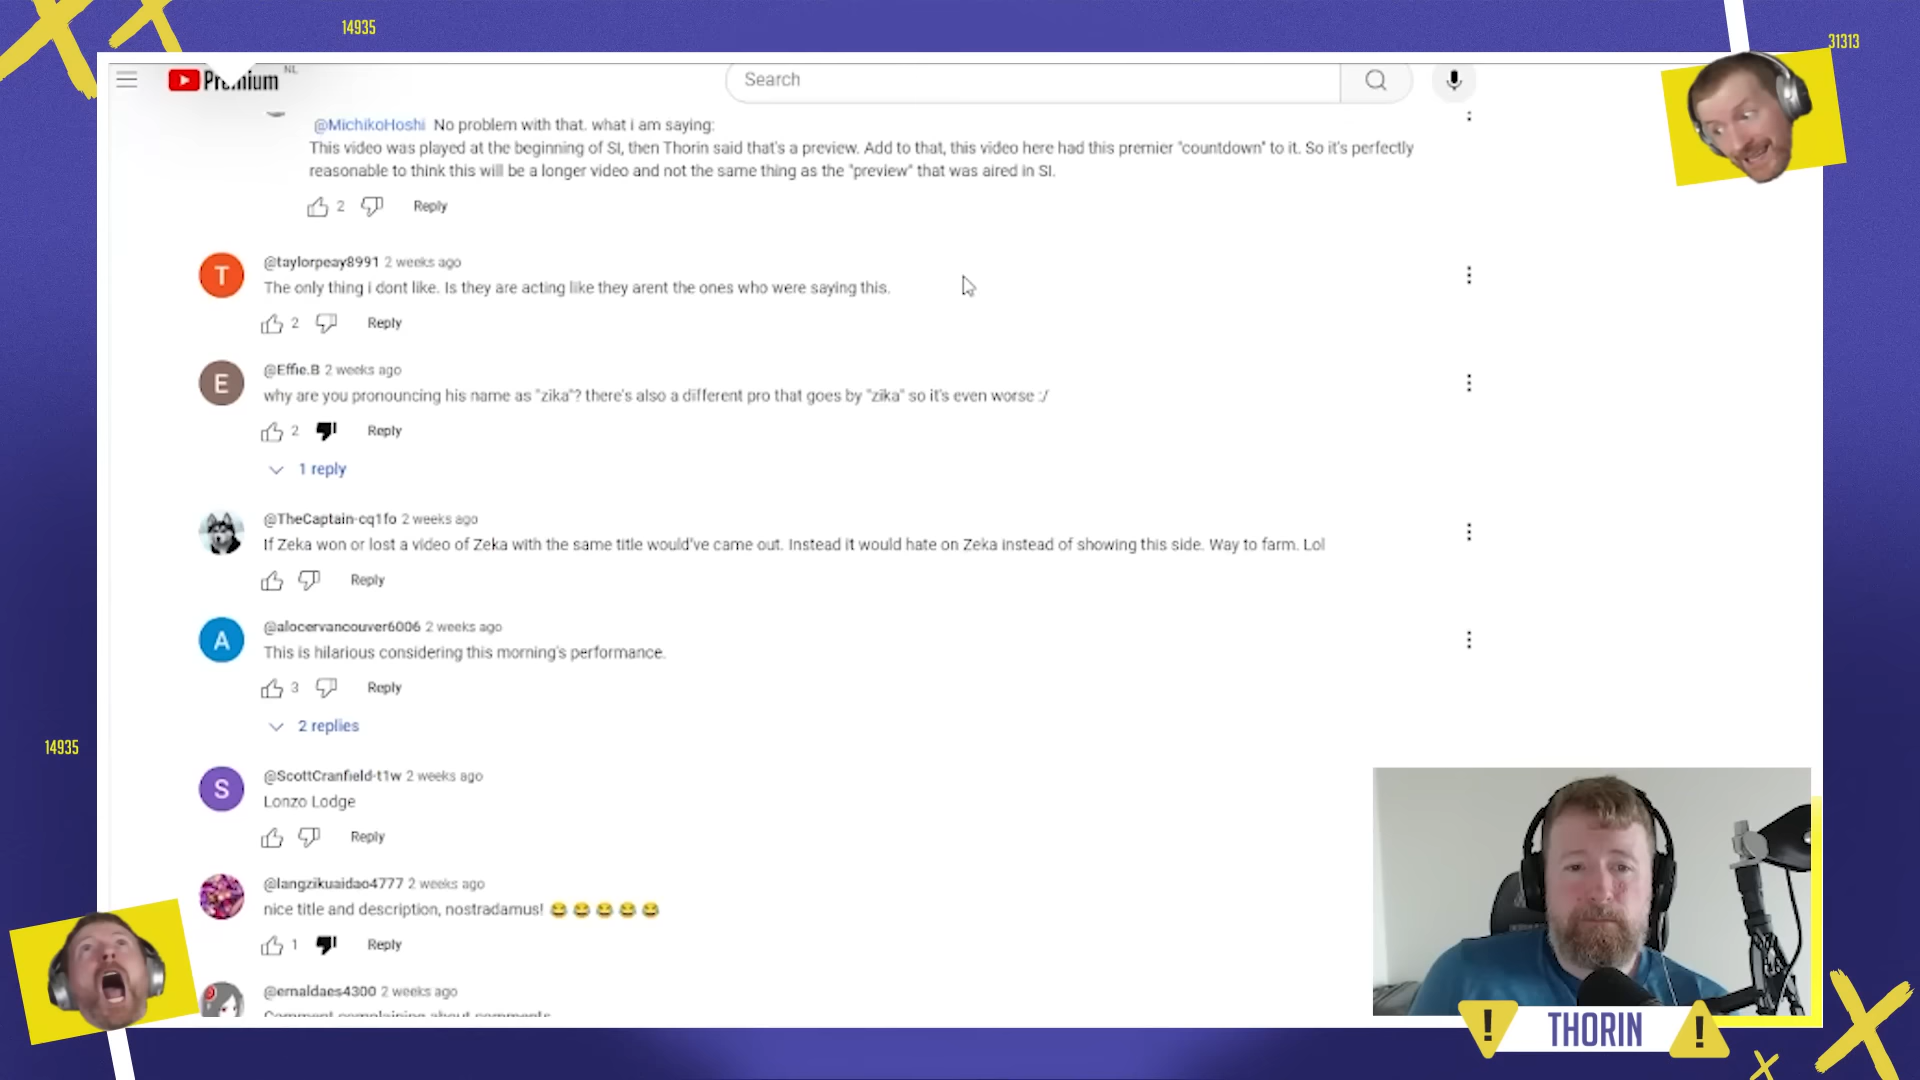 14935
31313
Premium NL
Search
@MichikoHoshi No problem with that. what i am saying:
This video was played at the beginning of SI, then Thorin said that's a preview. Add to that, this video here had this premier "countdown" to it. So it's perfectly
reasonable to think this will be a longer video and not the same thing as the "preview" that was aired in SI.
2 Reply
T
@taylorpeay8991 2 weeks ago
The only thing i dont like. Is they are acting like they arent the ones who were saying this.
2 Reply
E
@Effie.B 2 weeks ago
why are you pronouncing his name as "zika"? there's also a different pro that goes by "zika" so it's even worse :/
2 Reply
1 reply
@TheCaptain-cq1fo 2 weeks ago
If Zeka won or lost a video of Zeka with the same title would've came out. Instead it would hate on Zeka instead of showing this side. Way to farm. Lol
Reply
A
@alocervancouver6006 2 weeks ago
This is hilarious considering this morning's performance.
3 Reply
2 replies
14935
S
@ScottCranfield-t1w 2 weeks ago
Lonzo Lodge
Reply
@langzikuaidao4777 2 weeks ago
nice title and description, nostradamus! 😂 😂 😂 😂 😂
1 Reply
@ernaldaes4300 2 weeks ago
Comment complaining about comments
! THORIN !